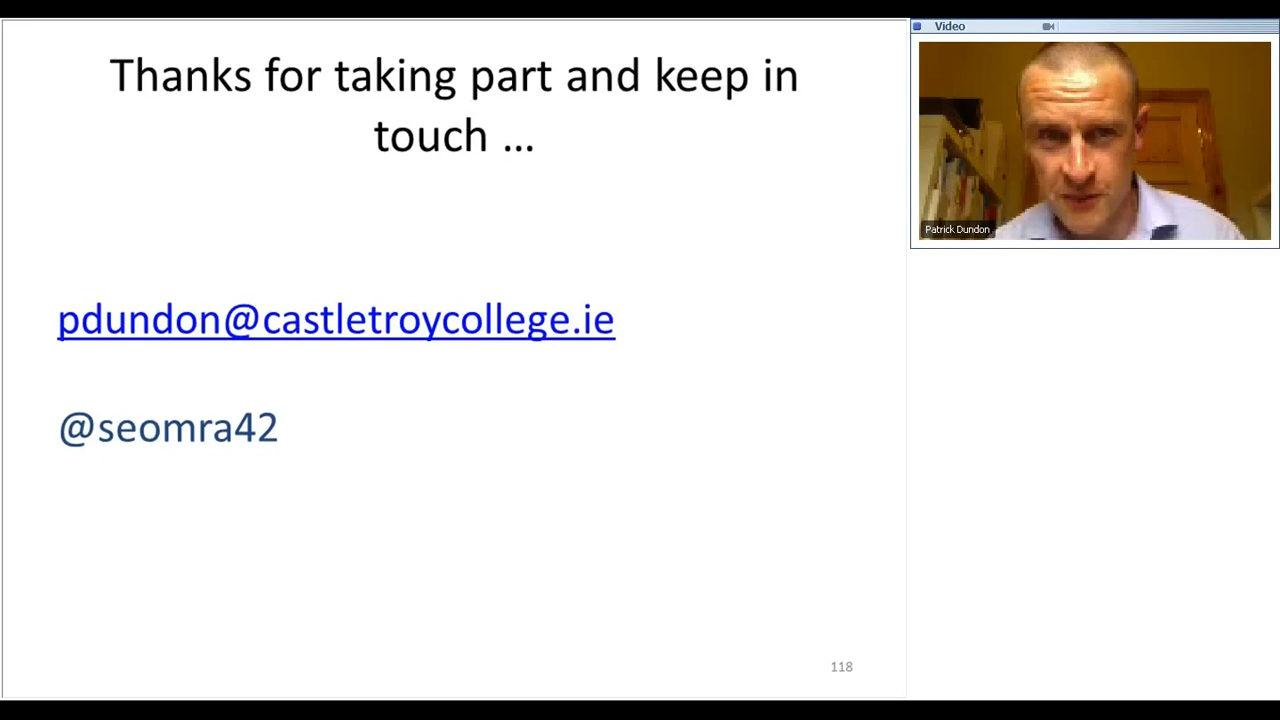 Thanks for taking part and keep in
touch ...
pdundon@castletroycollege.ie
@seomra42
118
Video
Patrick Dundon